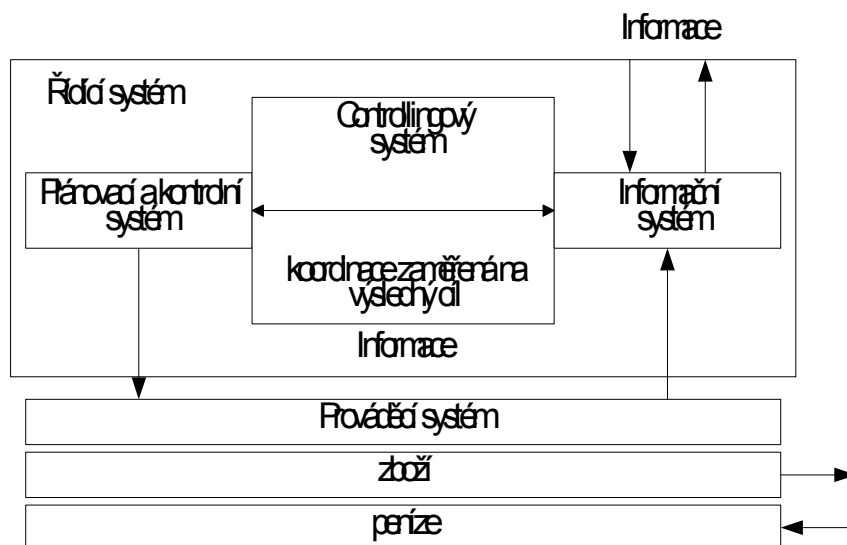 Informace
Řídící systém
Controllingový
systém
Plánovací a kontrolní
systém
Informační
systém
koordinace zaměřená na
výsledný cíl
Informace
Prováděcí systém
zboží
peníze